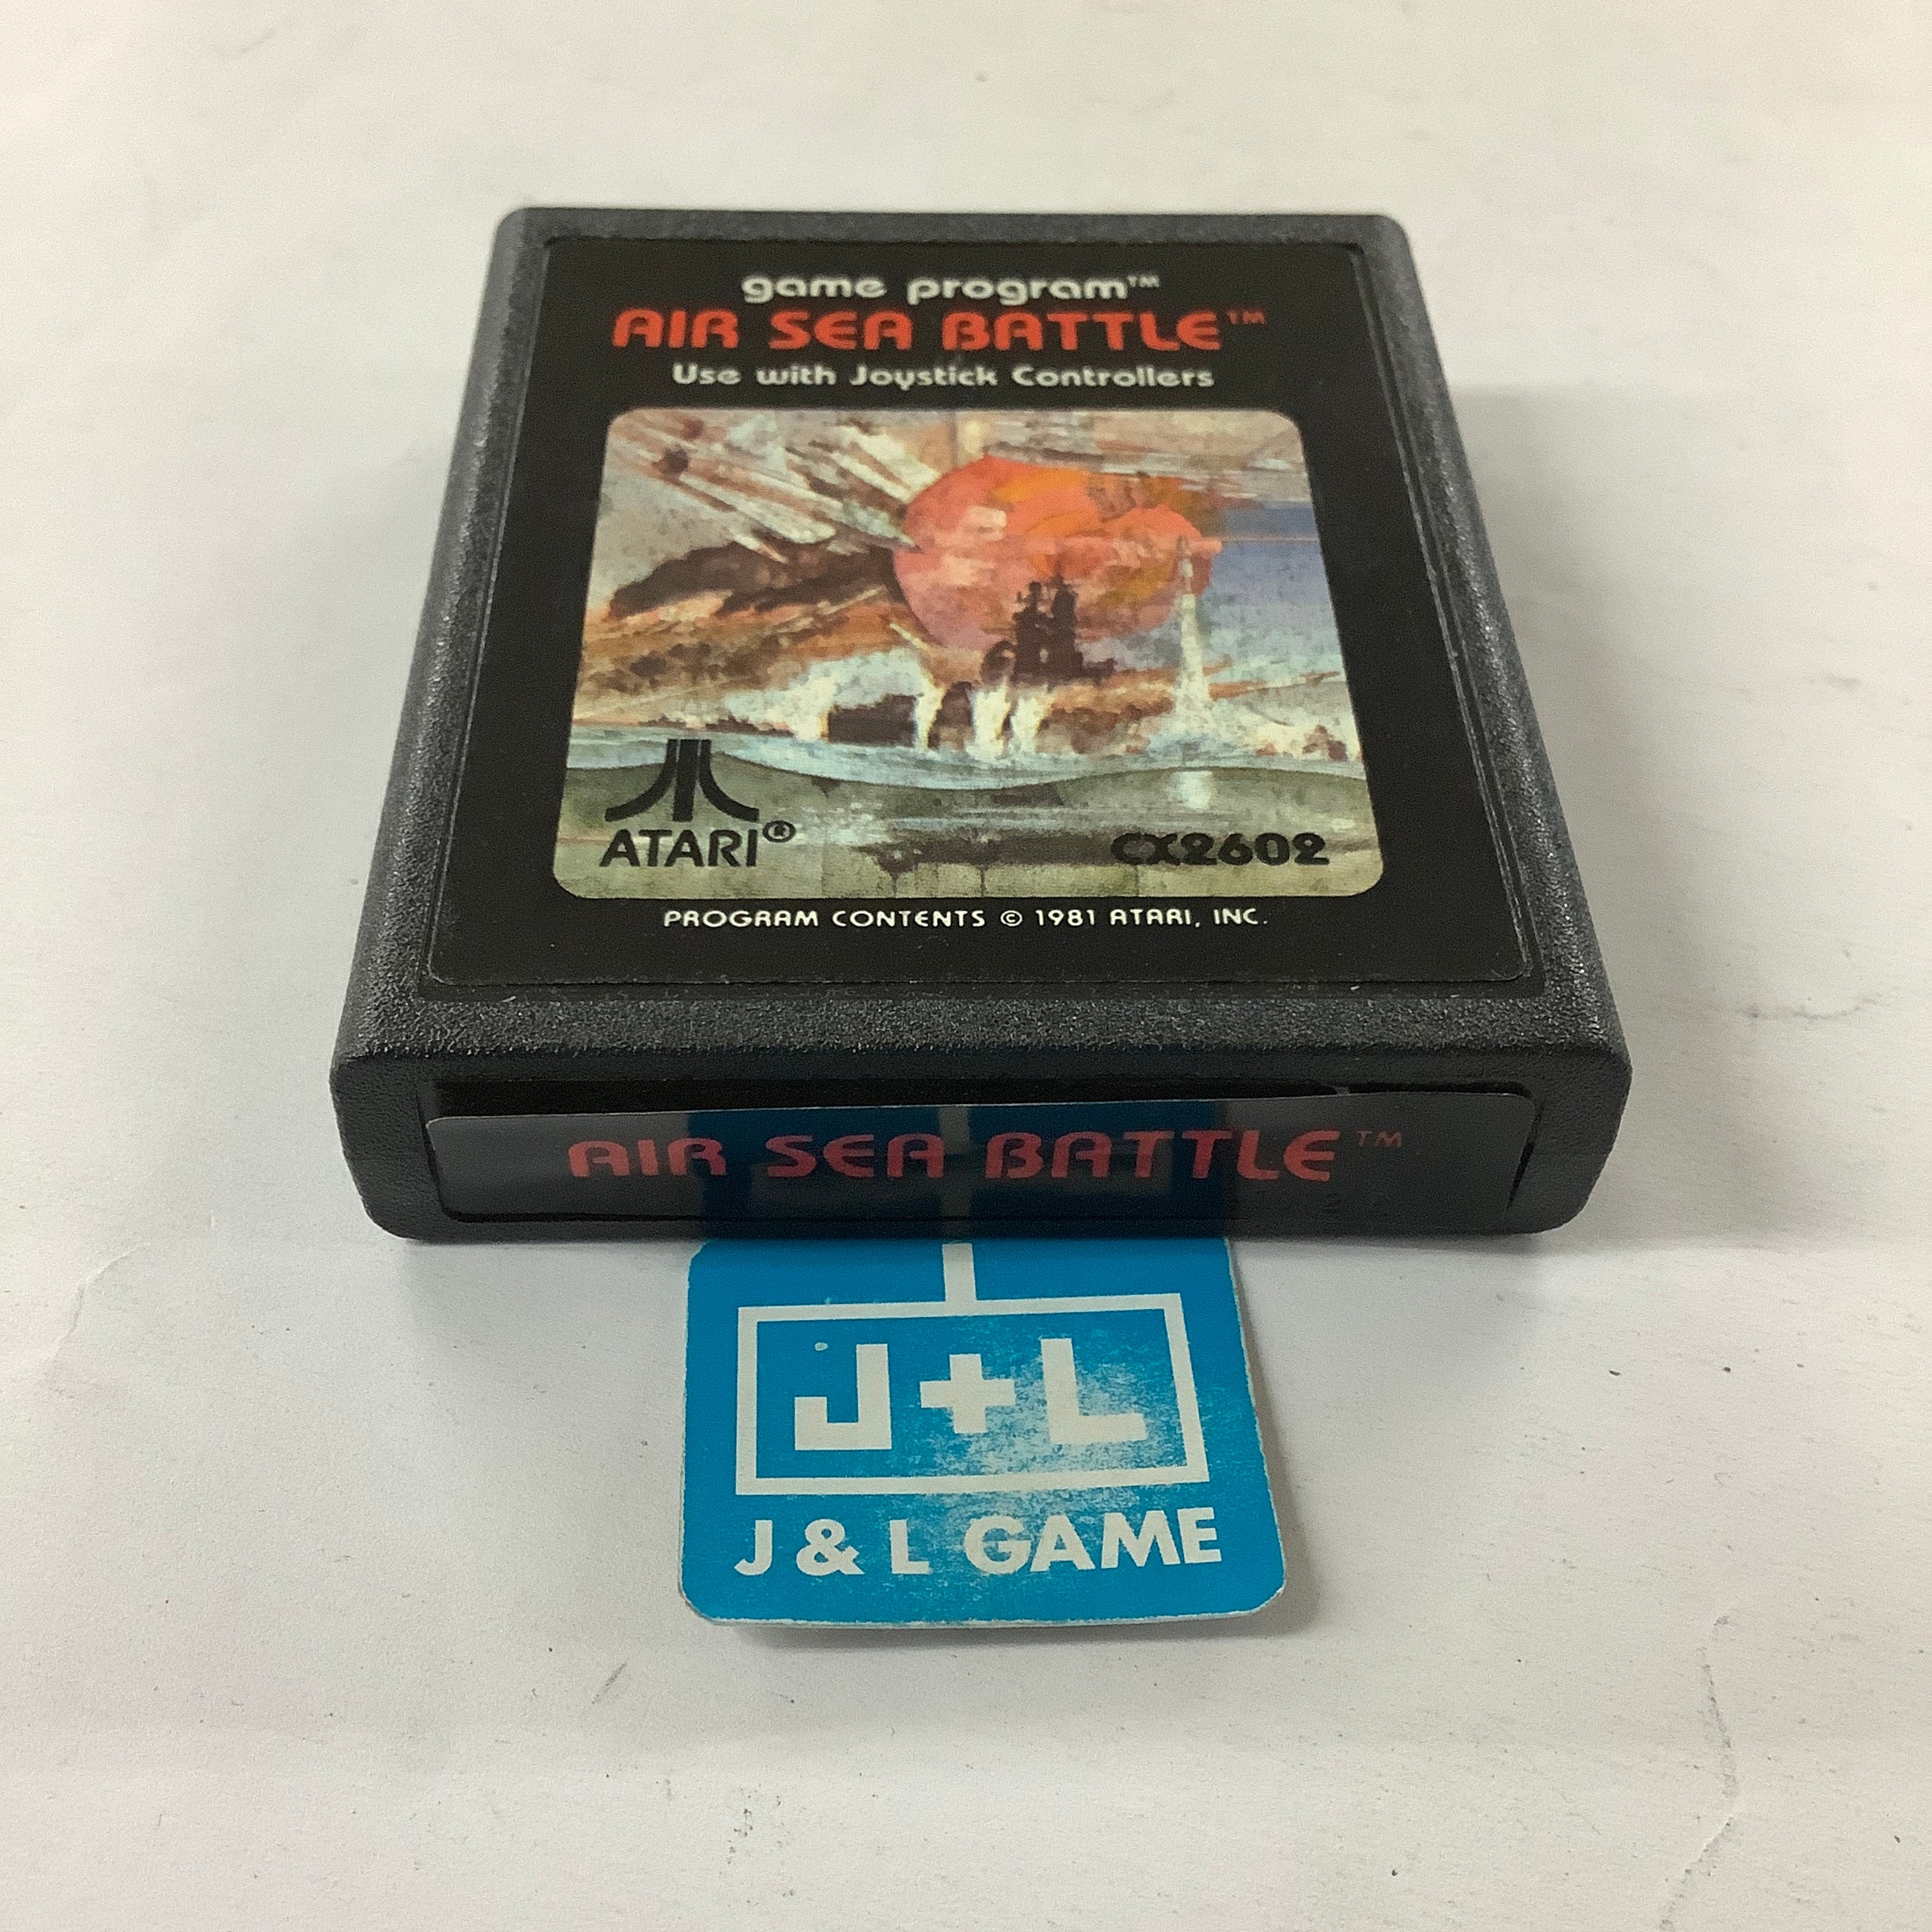 game program™
AIR SEA BATTLE™
Use with Joystick Controllers
ATARI®
CX2602
PROGRAM CONTENTS © 1981 ATARI, INC.
AIR SEA BATTLE™
J+L
J & L GAME